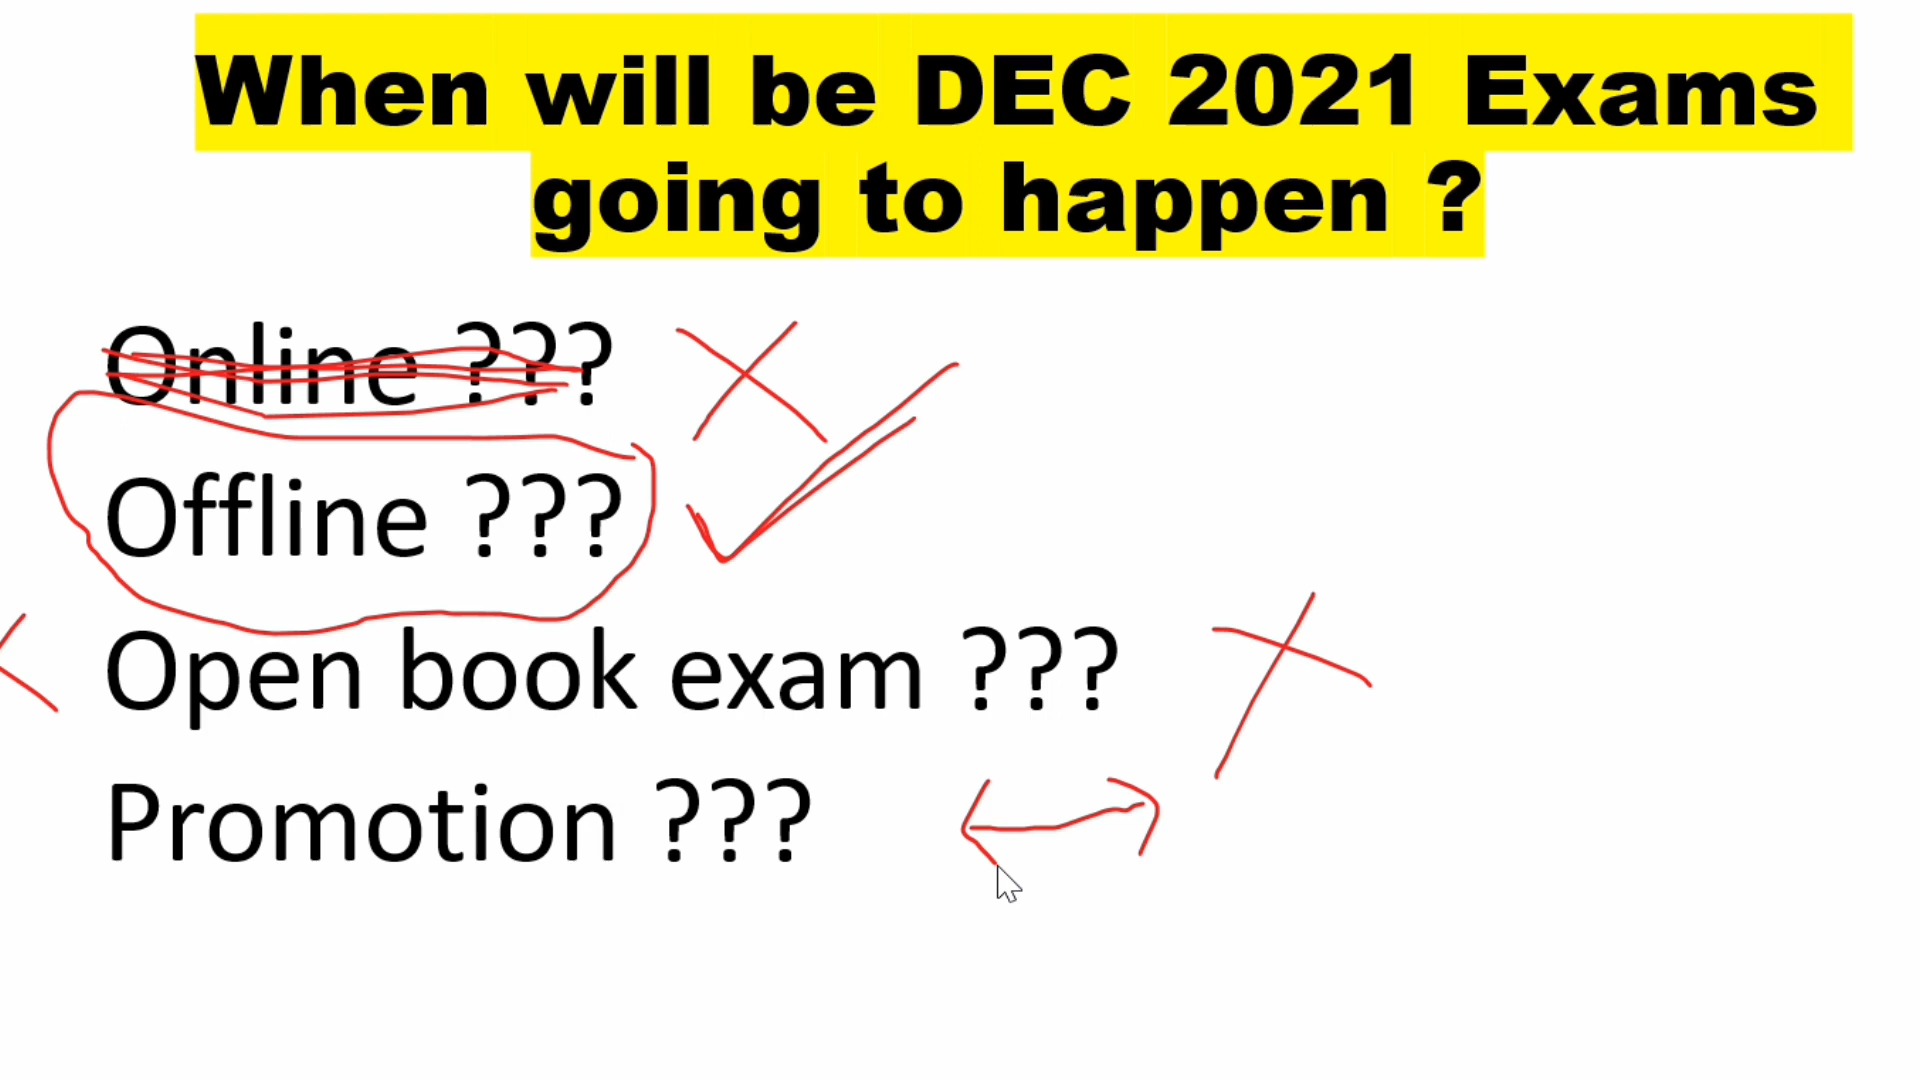 When will be DEC 2021 Exams
going to happen ?
Online ???
Offline ???
Open book exam ???
Promotion ???